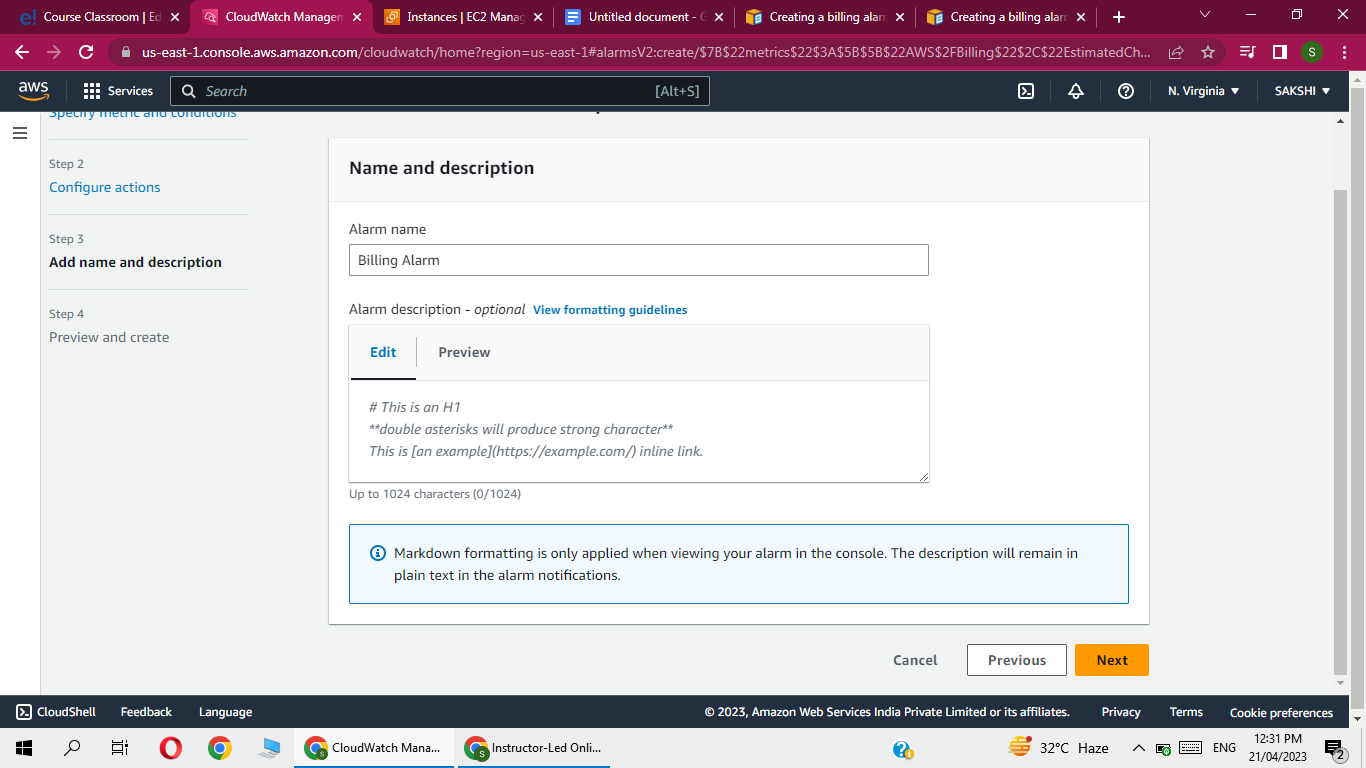 Course Classroom | Ed
CloudWatch Managem
Instances | EC2 Manag
Untitled document - G
Creating a billing alarm
Creating a billing alarm
us-east-1.console.aws.amazon.com/cloudwatch/home?region=us-east-1#alarmsV2:create/$7B$22metrics$22$3A$5B$5B$22AWS$2FBilling$22$2C$22EstimatedCh...
S
aws
Services
Search
[Alt+S]
N. Virginia
SAKSHI
Specify metric and conditions
Step 2
Configure actions
Step 3
Add name and description
Step 4
Preview and create
Name and description
Alarm name
Billing Alarm
Alarm description - optional View formatting guidelines
Edit
Preview
# This is an H1
**double asterisks will produce strong character**
This is [an example](https://example.com/) inline link.
Up to 1024 characters (0/1024)
Markdown formatting is only applied when viewing your alarm in the console. The description will remain in
plain text in the alarm notifications.
Cancel
Previous
Next
CloudShell
Feedback
Language
© 2023, Amazon Web Services India Private Limited or its affiliates.
Privacy
Terms
Cookie preferences
CloudWatch Mana...
Instructor-Led Onli...
32°C Haze
ENG
12:31 PM
21/04/2023
2